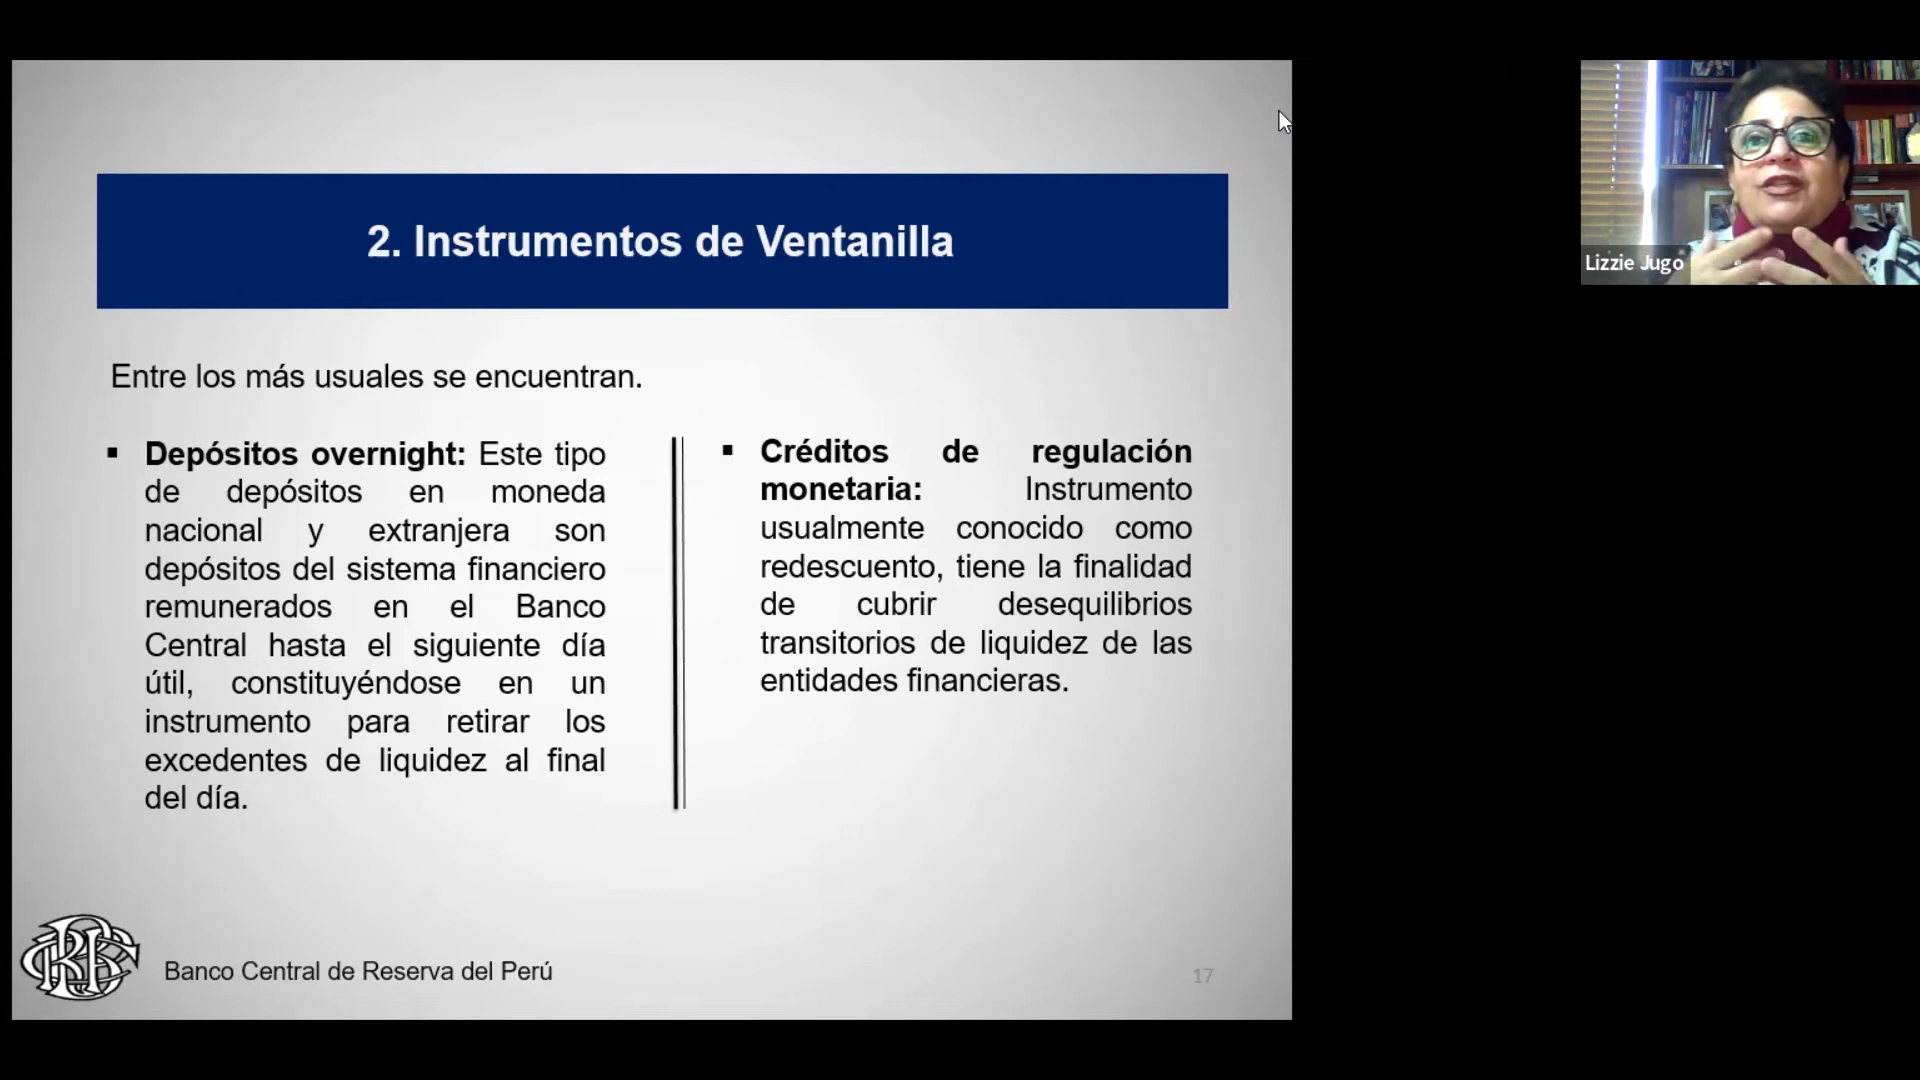 2. Instrumentos de Ventanilla
Entre los más usuales se encuentran.
▪ Depósitos overnight: Este tipo
de depósitos en moneda
nacional y extranjera son
depósitos del sistema financiero
remunerados en el Banco
Central hasta el siguiente día
útil, constituyéndose en un
instrumento para retirar los
excedentes de liquidez al final
del día.
▪ Créditos de regulación
monetaria: Instrumento
usualmente conocido como
redescuento, tiene la finalidad
de cubrir desequilibrios
transitorios de liquidez de las
entidades financieras.
Banco Central de Reserva del Perú
17
Lizzie Jugo